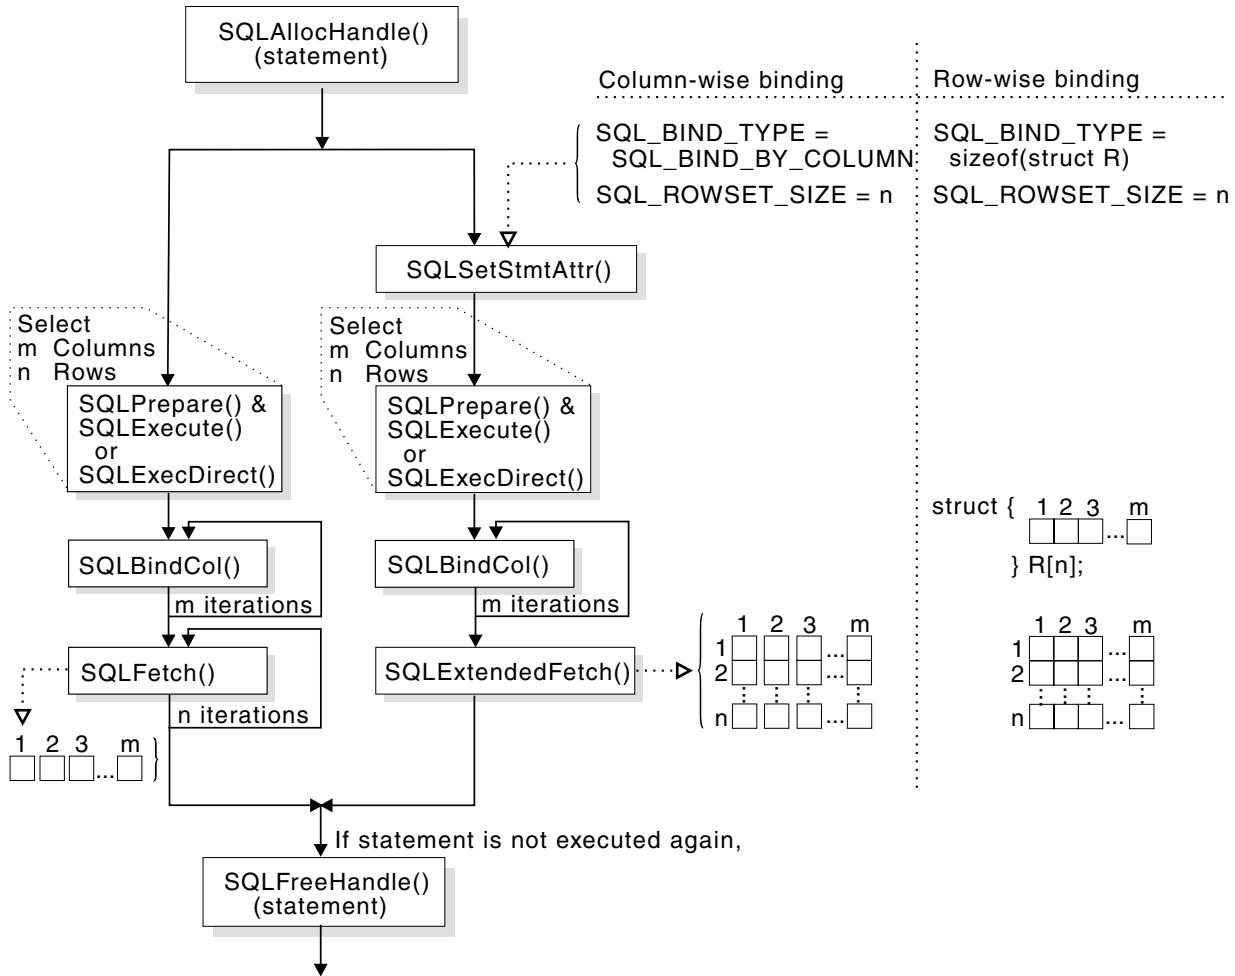 SQLAllocHandle()
(statement)
Column-wise binding
Row-wise binding
SQL_BIND_TYPE =
SQL_BIND_BY_COLUMN
SQL_ROWSET_SIZE = n
SQL_BIND_TYPE =
sizeof(struct R)
SQL_ROWSET_SIZE = n
SQLSetStmtAttr()
Select
m Columns
n Rows
SQLPrepare() &
SQLExecute()
or
SQLExecDirect()
Select
m Columns
n Rows
SQLPrepare() &
SQLExecute()
or
SQLExecDirect()
SQLBindCol()
m iterations
SQLBindCol()
m iterations
struct { 1 2 3 m
...
} R[n];
SQLFetch()
n iterations
1 2 3 m
...
}
SQLExtendedFetch()
1 2 3 m
1 ...
2 ...
n ...
1 2 3 m
1 ...
2 ...
n ...
If statement is not executed again,
SQLFreeHandle()
(statement)